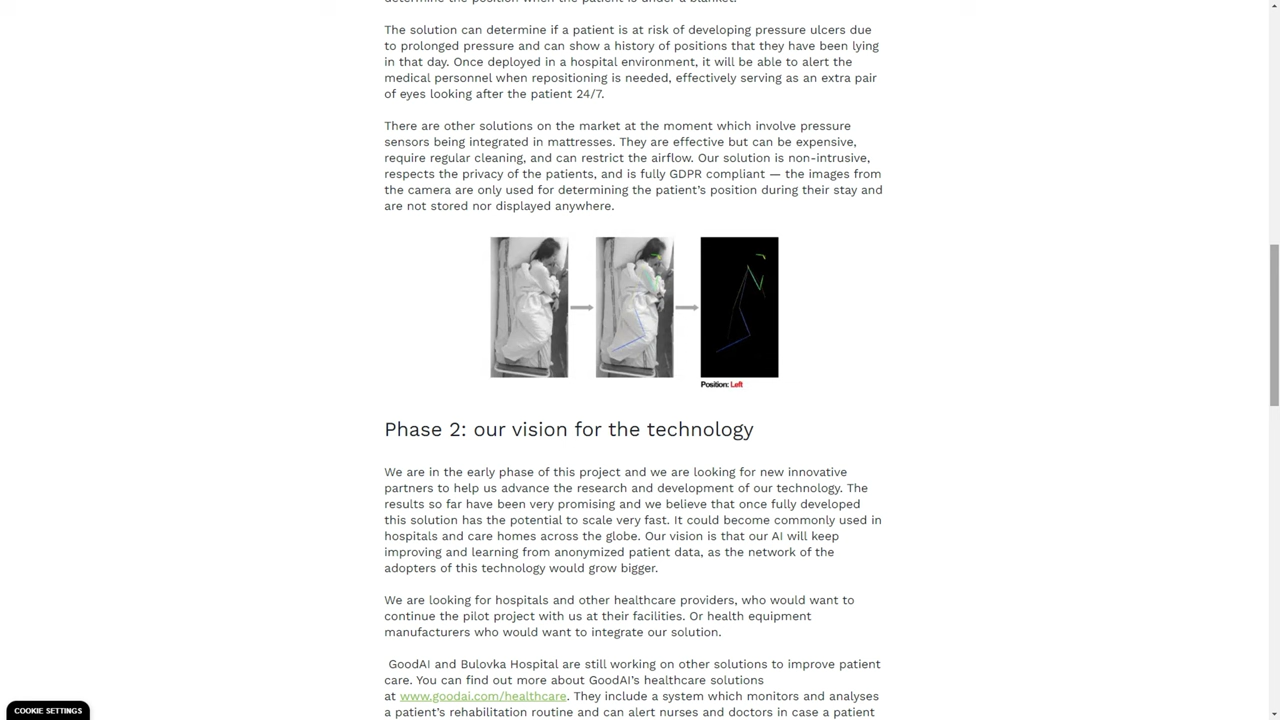 determine the position when the patient is under a blanket.
The solution can determine if a patient is at risk of developing pressure ulcers due
to prolonged pressure and can show a history of positions that they have been lying
in that day. Once deployed in a hospital environment, it will be able to alert the
medical personnel when repositioning is needed, effectively serving as an extra pair
of eyes looking after the patient 24/7.
There are other solutions on the market at the moment which involve pressure
sensors being integrated in mattresses. They are effective but can be expensive,
require regular cleaning, and can restrict the airflow. Our solution is non-intrusive,
respects the privacy of the patients, and is fully GDPR compliant — the images from
the camera are only used for determining the patient’s position during their stay and
are not stored nor displayed anywhere.
Position: Left
Phase 2: our vision for the technology
We are in the early phase of this project and we are looking for new innovative
partners to help us advance the research and development of our technology. The
results so far have been very promising and we believe that once fully developed
this solution has the potential to scale very fast. It could become commonly used in
hospitals and care homes across the globe. Our vision is that our AI will keep
improving and learning from anonymized patient data, as the network of the
adopters of this technology would grow bigger.
We are looking for hospitals and other healthcare providers, who would want to
continue the pilot project with us at their facilities. Or health equipment
manufacturers who would want to integrate our solution.
GoodAI and Bulovka Hospital are still working on other solutions to improve patient
care. You can find out more about GoodAI’s healthcare solutions
at www.goodai.com/healthcare. They include a system which monitors and analyses
a patient’s rehabilitation routine and can alert nurses and doctors in case a patient
COOKIE SETTINGS